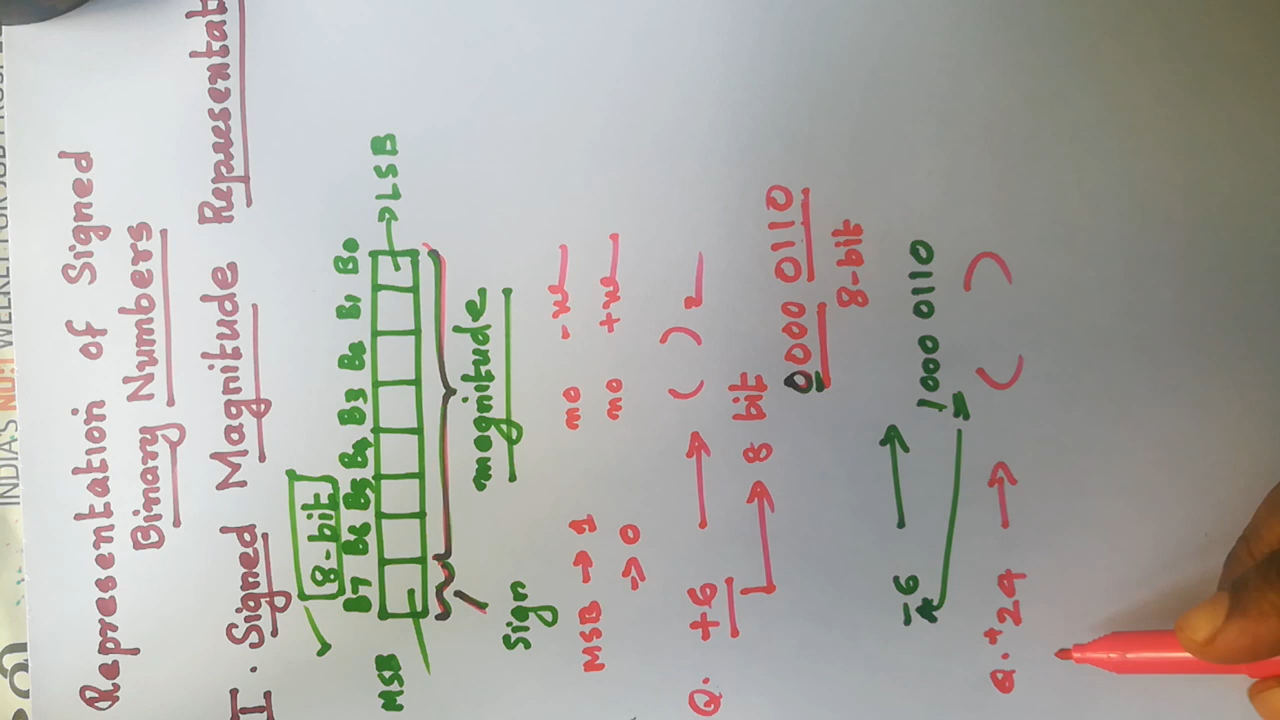 Representation of Signed
Binary Numbers
I. Signed Magnitude Representat
8-bit
B7 B6 B5 B4 B3 B2 B1 B0
MSB → LSB
Sign magnitude
MSB → 1 no -ve
→ 0 no +ve
Q. +6 → ( )2
→ 8 bit
0000 0110
8-bit
-6 → 1000 0110
Q. +24 → ( )